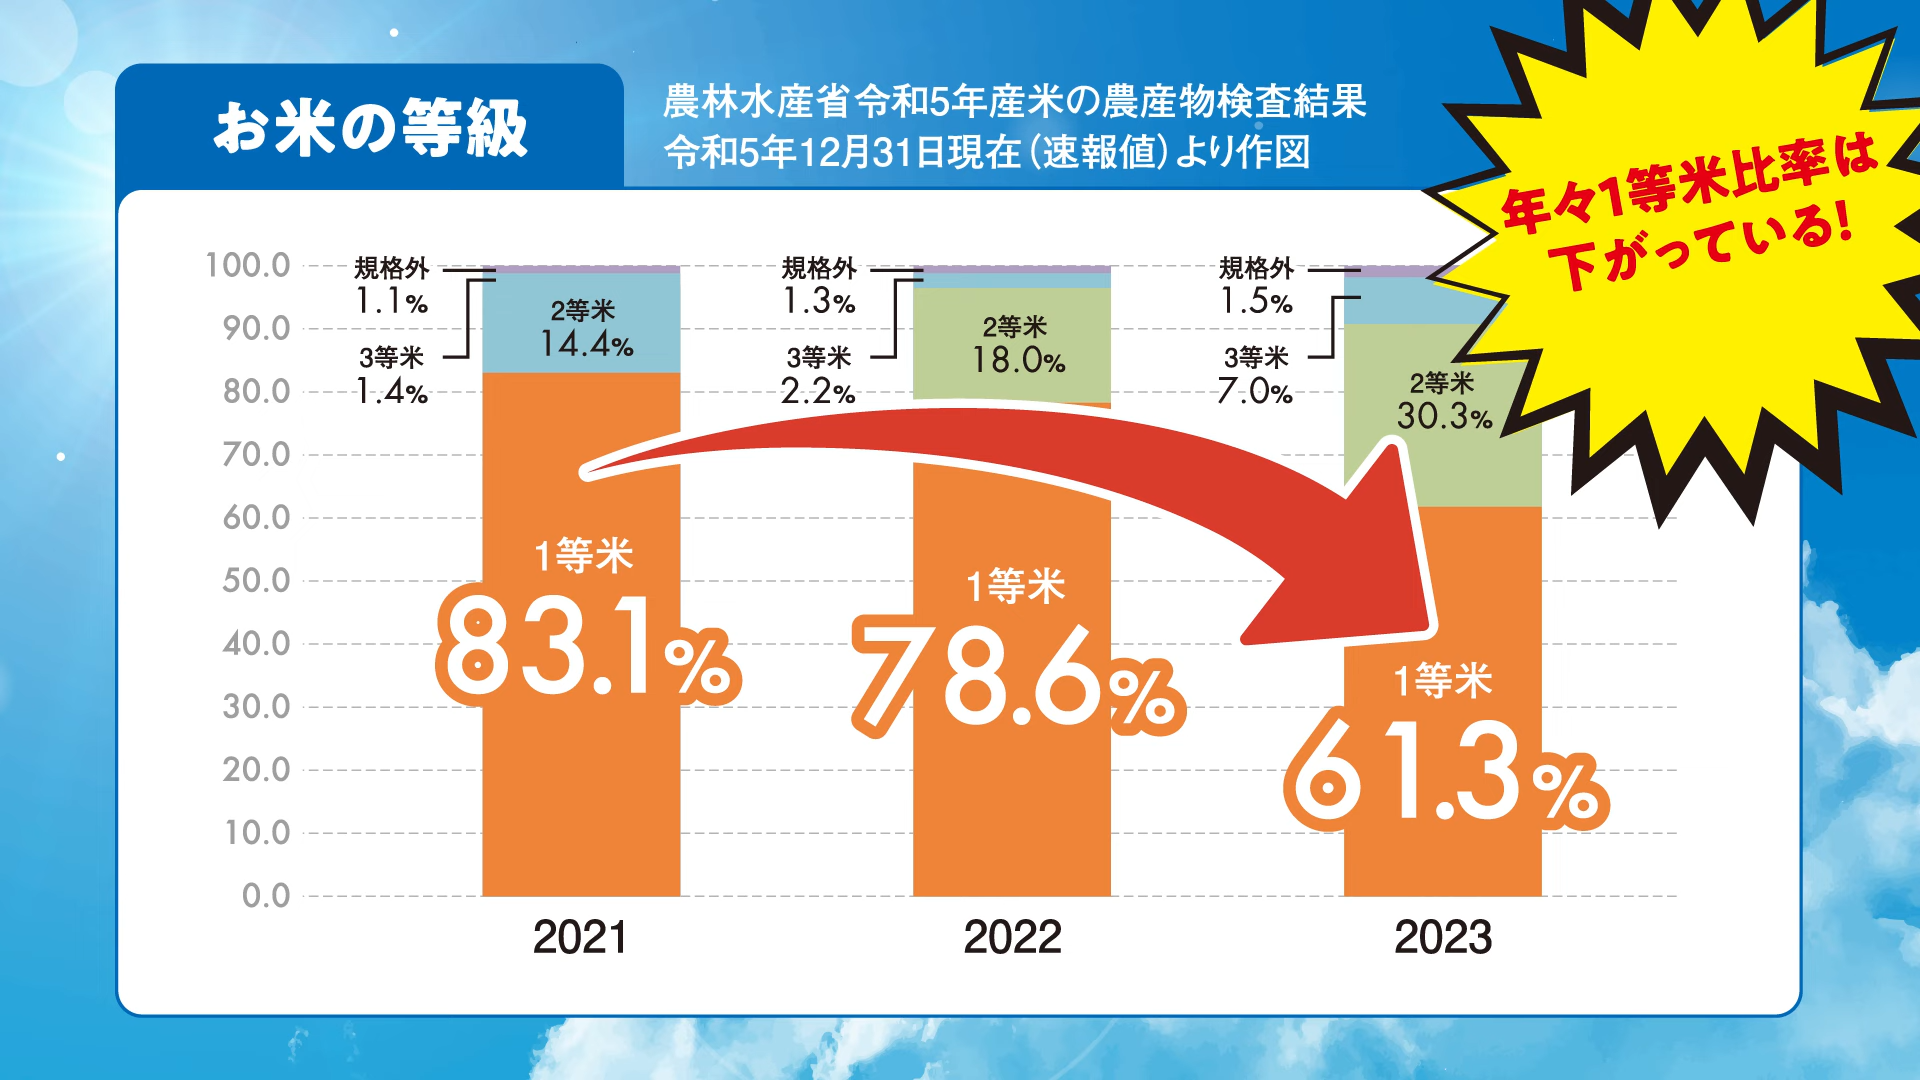 お米の等級
農林水産省令和5年産米の農産物検査結果
令和5年12月31日現在（速報値）より作図
年々1等米比率は
下がっている!
100.0
90.0
80.0
70.0
60.0
50.0
40.0
30.0
20.0
10.0
0.0
規格外
1.1%
3等米
1.4%
2等米
14.4%
1等米
83.1%
2021
規格外
1.3%
3等米
2.2%
2等米
18.0%
1等米
78.6%
2022
規格外
1.5%
3等米
7.0%
2等米
30.3%
1等米
61.3%
2023